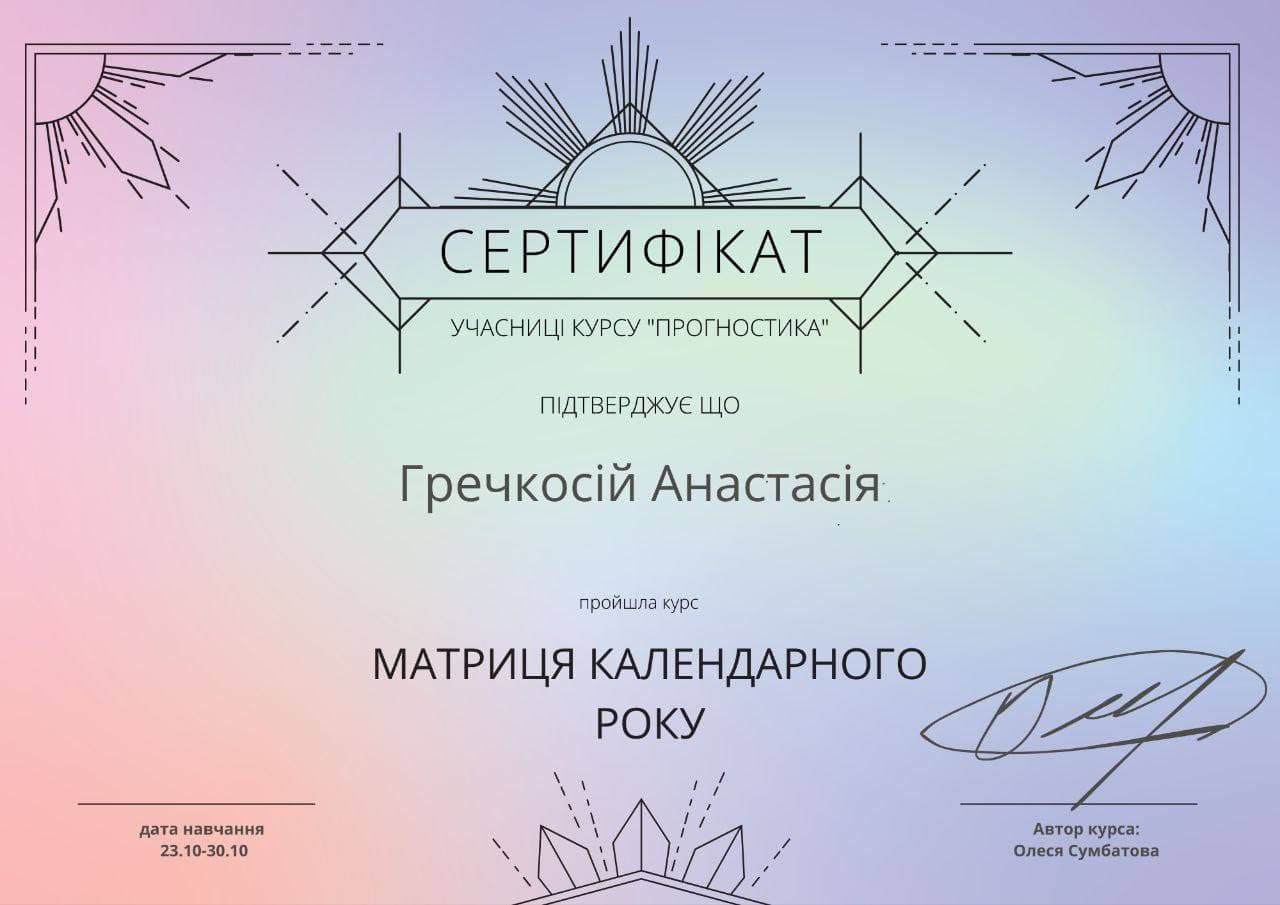 СЕРТИФІКАТ
УЧАСНИЦІ КУРСУ "ПРОГНОСТИКА"
ПІДТВЕРДЖУЄ ЩО
Гречкосій Анастасія
пройшла курс
МАТРИЦЯ КАЛЕНДАРНОГО
РОКУ
дата навчання
23.10-30.10
Автор курса:
Олеся Сумбатова